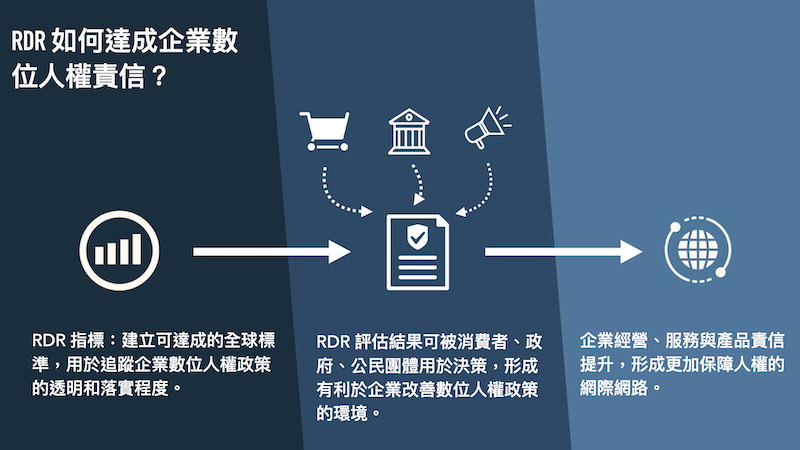 RDR 如何達成企業數
位人權責信？
RDR 指標：建立可達成的全球標
準，用於追蹤企業數位人權政策
的透明和落實程度。
RDR 評估結果可被消費者、政
府、公民團體用於決策，形成
有利於企業改善數位人權政策
的環境。
企業經營、服務與產品責信
提升，形成更加保障人權的
網際網路。